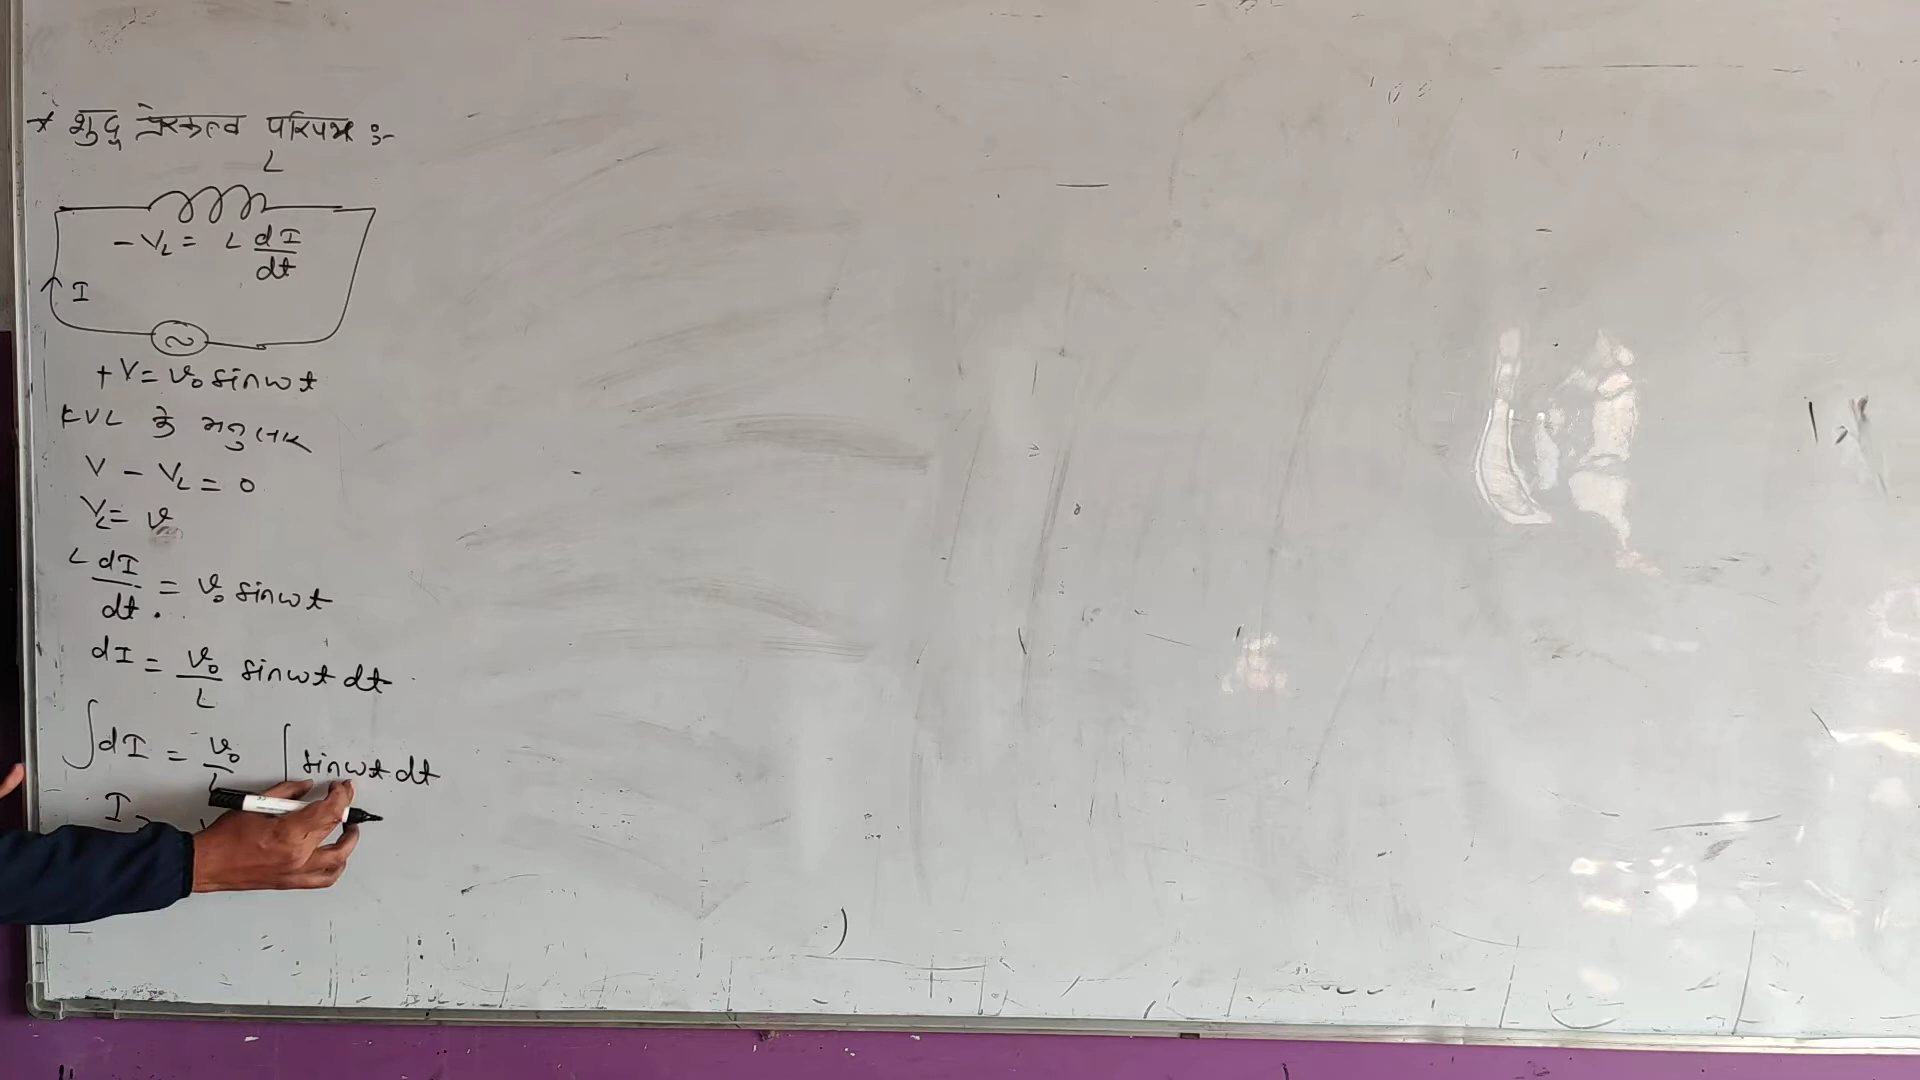 * शुद्ध प्रेरकत्व परिपथ :-
L
- V_L = L dI/dt
I
~
+ V = v₀ sinωt
KVL के अनुसार
V - V_L = 0
V_L = v
L dI/dt = v₀ sinωt
dI = v₀/L sinωt dt
∫dI = v₀/L ∫sinωt dt
I =